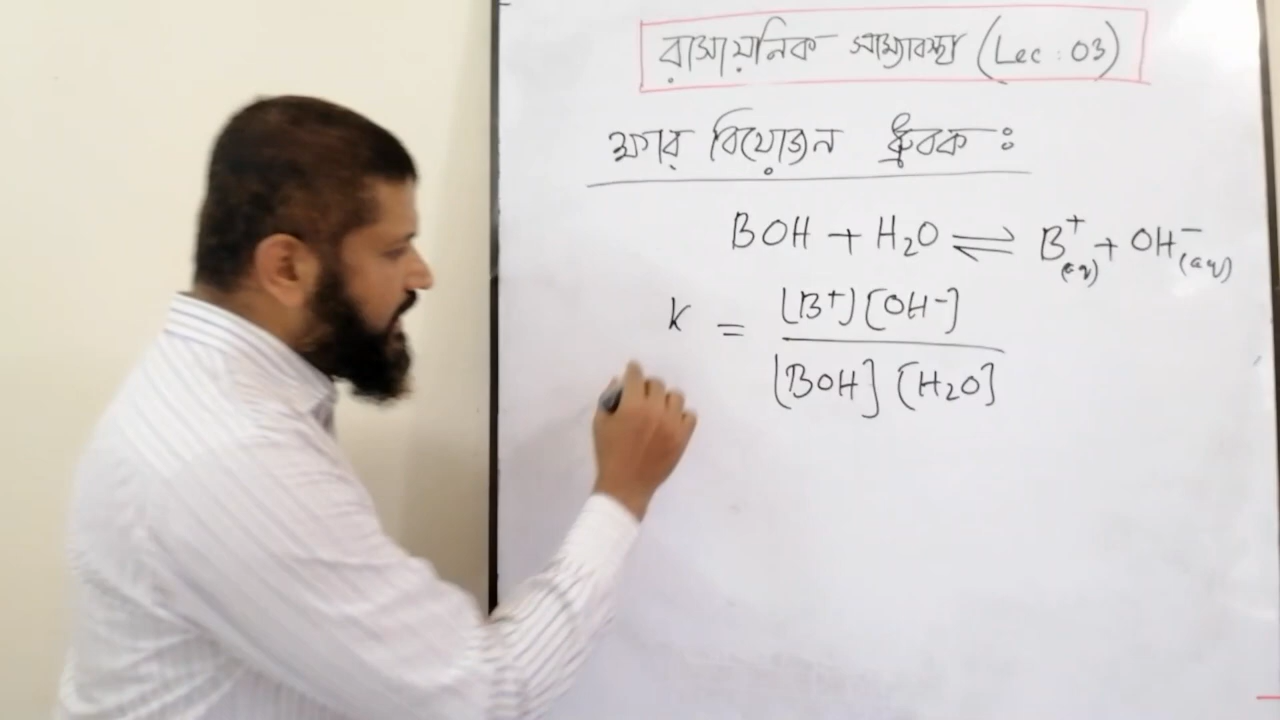 রাসায়নিক সাম্যাবস্থা (Lec : 03)
ক্ষার বিয়োজন ধ্রুবক :
BOH + H₂O ⇌ B⁺(aq) + OH⁻(aq)
K = [B⁺][OH⁻]
[BOH] [H₂O]